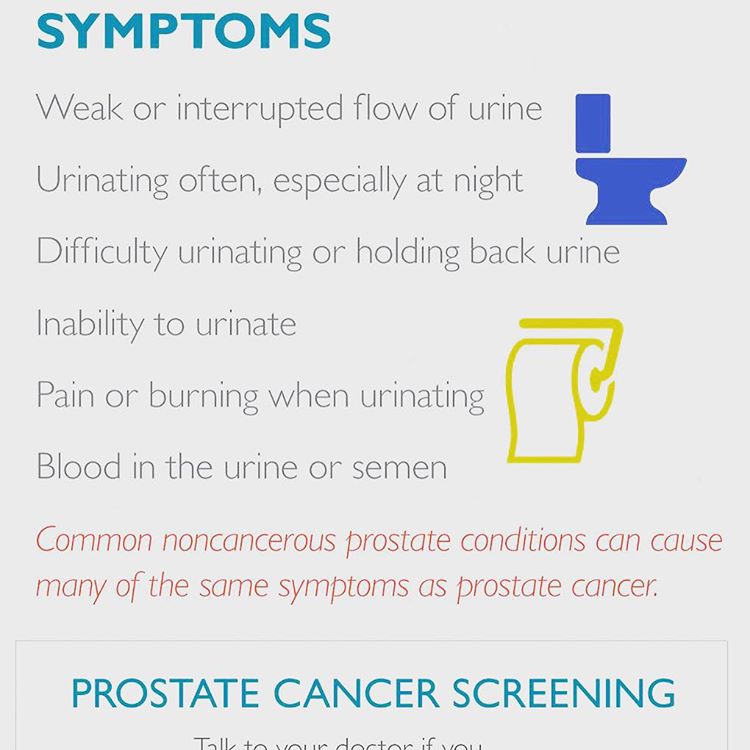 SYMPTOMS
Weak or interrupted flow of urine
Urinating often, especially at night
Difficulty urinating or holding back urine
Inability to urinate
Pain or burning when urinating
Blood in the urine or semen
Common noncancerous prostate conditions can cause
many of the same symptoms as prostate cancer.
PROSTATE CANCER SCREENING
Talk to your doctor if you